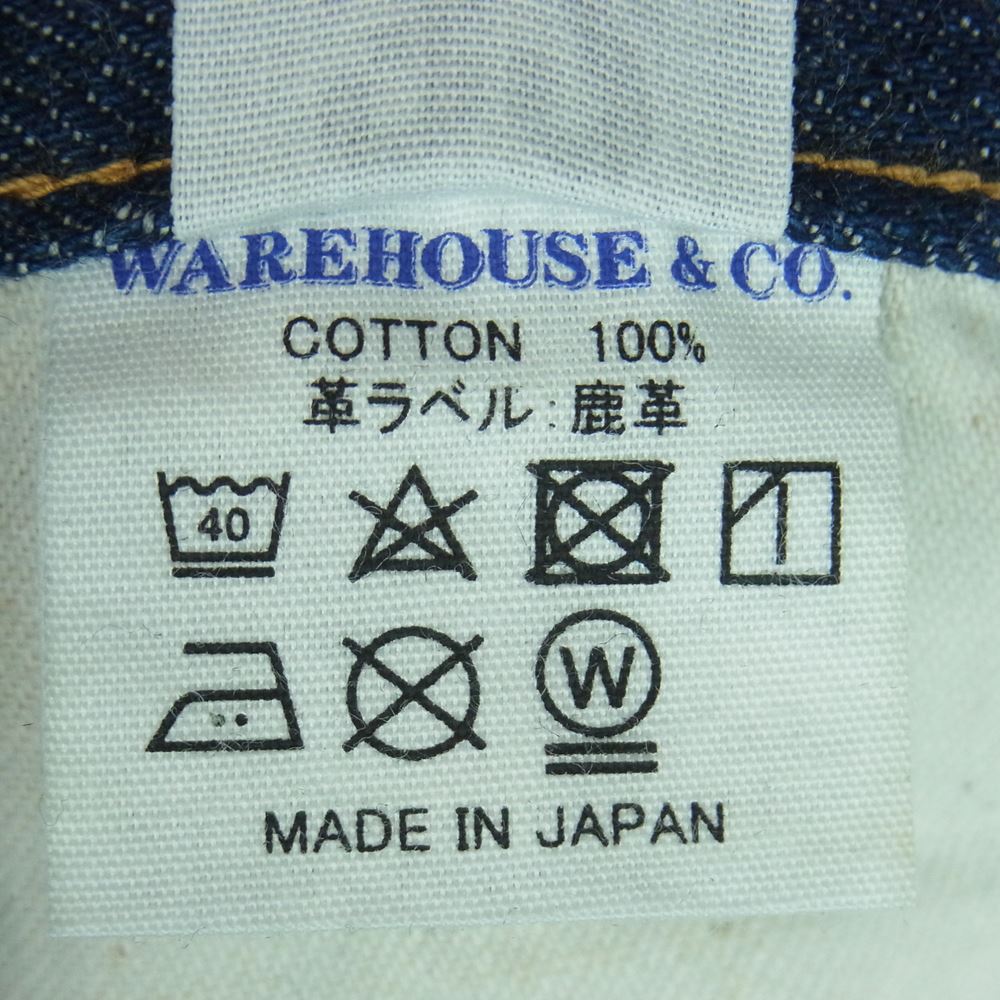 WAREHOUSE & CO.
COTTON 100%
革ラベル:鹿革
40
W
MADE IN JAPAN